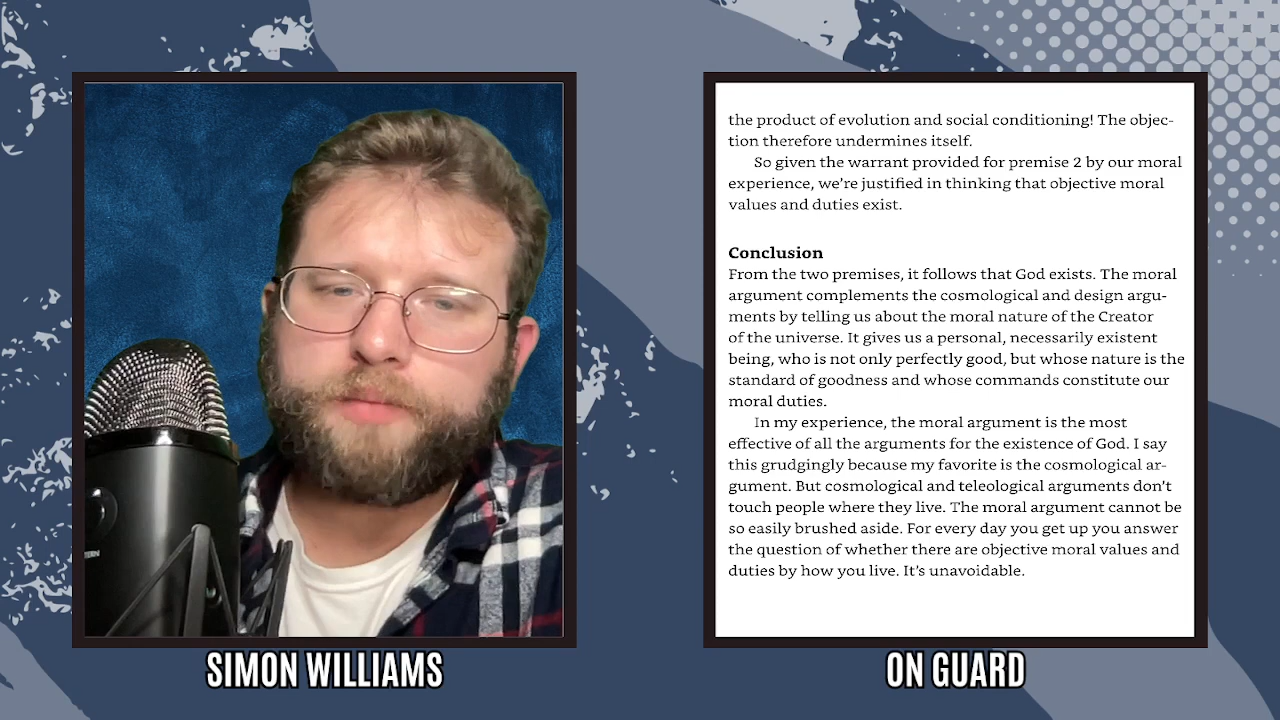 the product of evolution and social conditioning! The objec-
tion therefore undermines itself.
So given the warrant provided for premise 2 by our moral
experience, we're justified in thinking that objective moral
values and duties exist.
Conclusion
From the two premises, it follows that God exists. The moral
argument complements the cosmological and design argu-
ments by telling us about the moral nature of the Creator
of the universe. It gives us a personal, necessarily existent
being, who is not only perfectly good, but whose nature is the
standard of goodness and whose commands constitute our
moral duties.
In my experience, the moral argument is the most
effective of all the arguments for the existence of God. I say
this grudgingly because my favorite is the cosmological ar-
gument. But cosmological and teleological arguments don't
touch people where they live. The moral argument cannot be
so easily brushed aside. For every day you get up you answer
the question of whether there are objective moral values and
duties by how you live. It's unavoidable.
SIMON WILLIAMS
ON GUARD